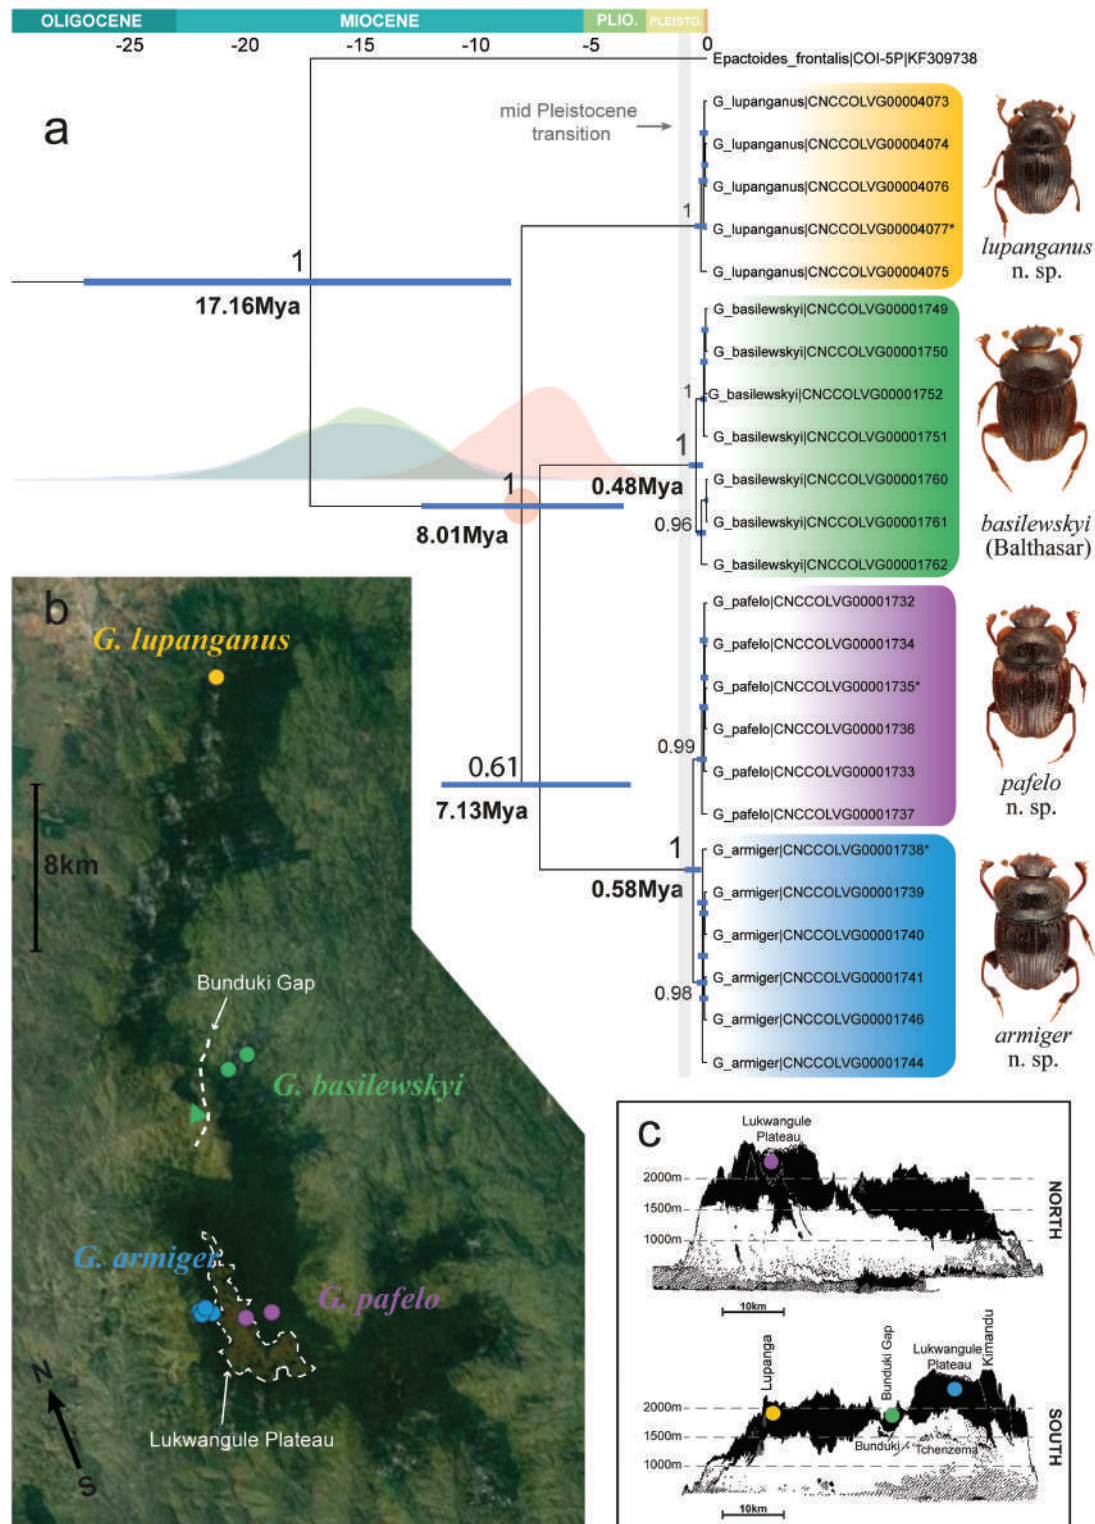 OLIGOCENE MIOCENE PLIO. PLEISTO.
-25 -20 -15 -10 -5 0
a
Epactoides_frontalis|COI-5P|KF309738
mid Pleistocene
transition
G_lupanganus|CNCCOLVG00004073
G_lupanganus|CNCCOLVG00004074
G_lupanganus|CNCCOLVG00004076
G_lupanganus|CNCCOLVG00004077*
G_lupanganus|CNCCOLVG00004075
1
lupanganus
n. sp.
1
17.16Mya
G_basilewskyi|CNCCOLVG00001749
G_basilewskyi|CNCCOLVG00001750
G_basilewskyi|CNCCOLVG00001752
G_basilewskyi|CNCCOLVG00001751
G_basilewskyi|CNCCOLVG00001760
G_basilewskyi|CNCCOLVG00001761
G_basilewskyi|CNCCOLVG00001762
1
1
0.48Mya
0.96
basilewskyi
(Balthasar)
1
8.01Mya
G_pafelo|CNCCOLVG00001732
G_pafelo|CNCCOLVG00001734
G_pafelo|CNCCOLVG00001735*
G_pafelo|CNCCOLVG00001736
G_pafelo|CNCCOLVG00001733
G_pafelo|CNCCOLVG00001737
0.99
pafelo
n. sp.
0.61
7.13Mya
1
0.58Mya
G_armiger|CNCCOLVG00001738*
G_armiger|CNCCOLVG00001739
G_armiger|CNCCOLVG00001740
G_armiger|CNCCOLVG00001741
G_armiger|CNCCOLVG00001746
G_armiger|CNCCOLVG00001744
0.98
armiger
n. sp.
b
G. lupanganus
8km
Bunduki Gap
G. basilewskyi
G. armiger
G. pafelo
N
S
Lukwangule Plateau
c
Lukwangule
Plateau
2000m
1500m
1000m
NORTH
10km
Lupanga
Bunduki Gap
Lukwangule
Plateau
Kimandu
2000m
1500m
1000m
Bunduki
Tchenzema
SOUTH
10km